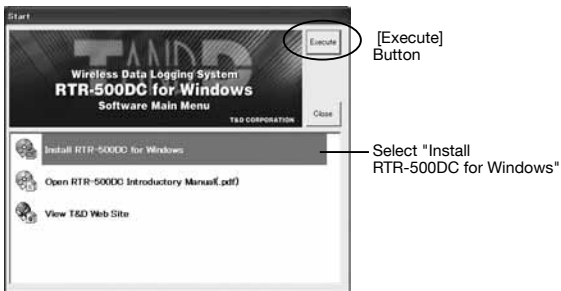 Start
TANDD
Wireless Data Logging System
RTR-500DC for Windows
Software Main Menu
T&D CORPORATION
Execute
Close
[Execute]
Button
Install RTR-500DC for Windows
Select "Install
RTR-500DC for Windows"
Open RTR-500DC Introductory Manual(.pdf)
View T&D Web Site